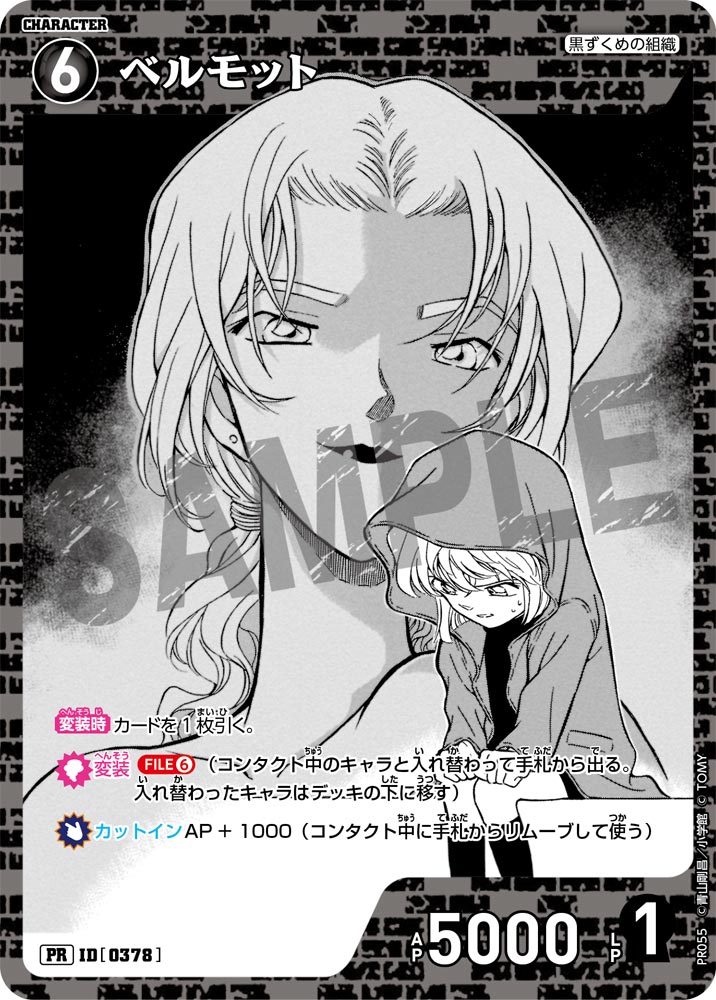 CHARACTER
6 ベルモット
黒ずくめの組織
SAMPLE
変装時 カードを1枚引く。
変装 FILE6 (コンタクト中のキャラと入れ替わって手札から出る。
入れ替わったキャラはデッキの下に移す)
カットイン AP + 1000 (コンタクト中に手札からリムーブして使う)
PR ID[0378]
AP 5000 LP 1
PR055 ©青山剛昌/小学館 © TOMY